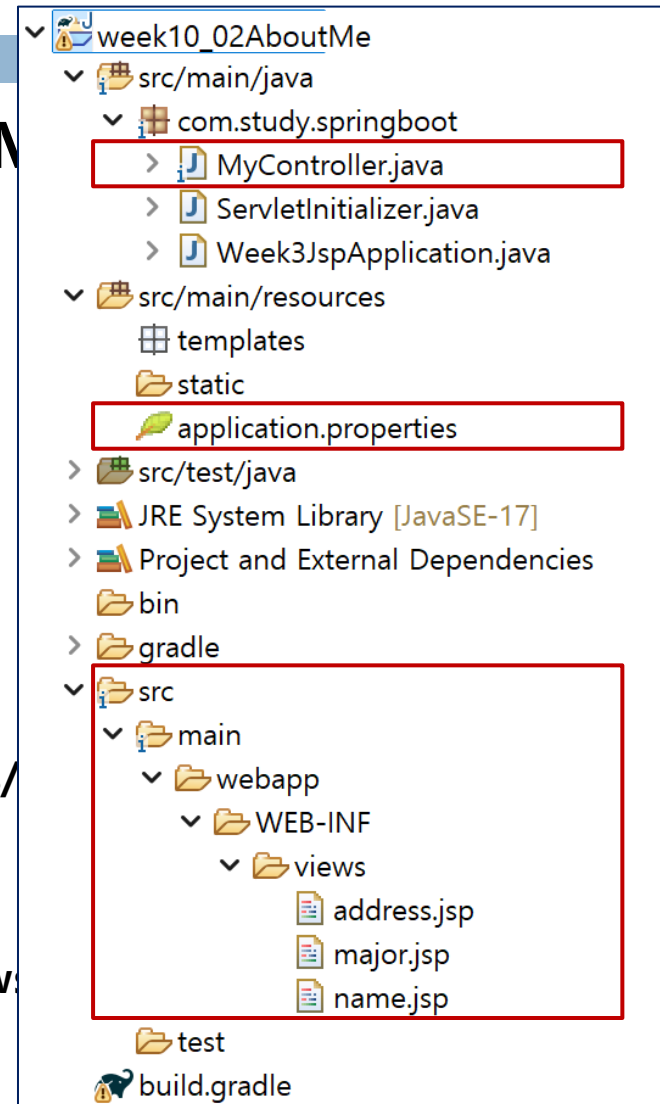 week10_02AboutMe
src/main/java
com.study.springboot
MyController.java
ServletInitializer.java
Week3JspApplication.java
src/main/resources
templates
static
application.properties
src/test/java
JRE System Library [JavaSE-17]
Project and External Dependencies
bin
gradle
src
main
/
webapp
WEB-INF
views
address.jsp
major.jsp
name.jsp
test
build.gradle